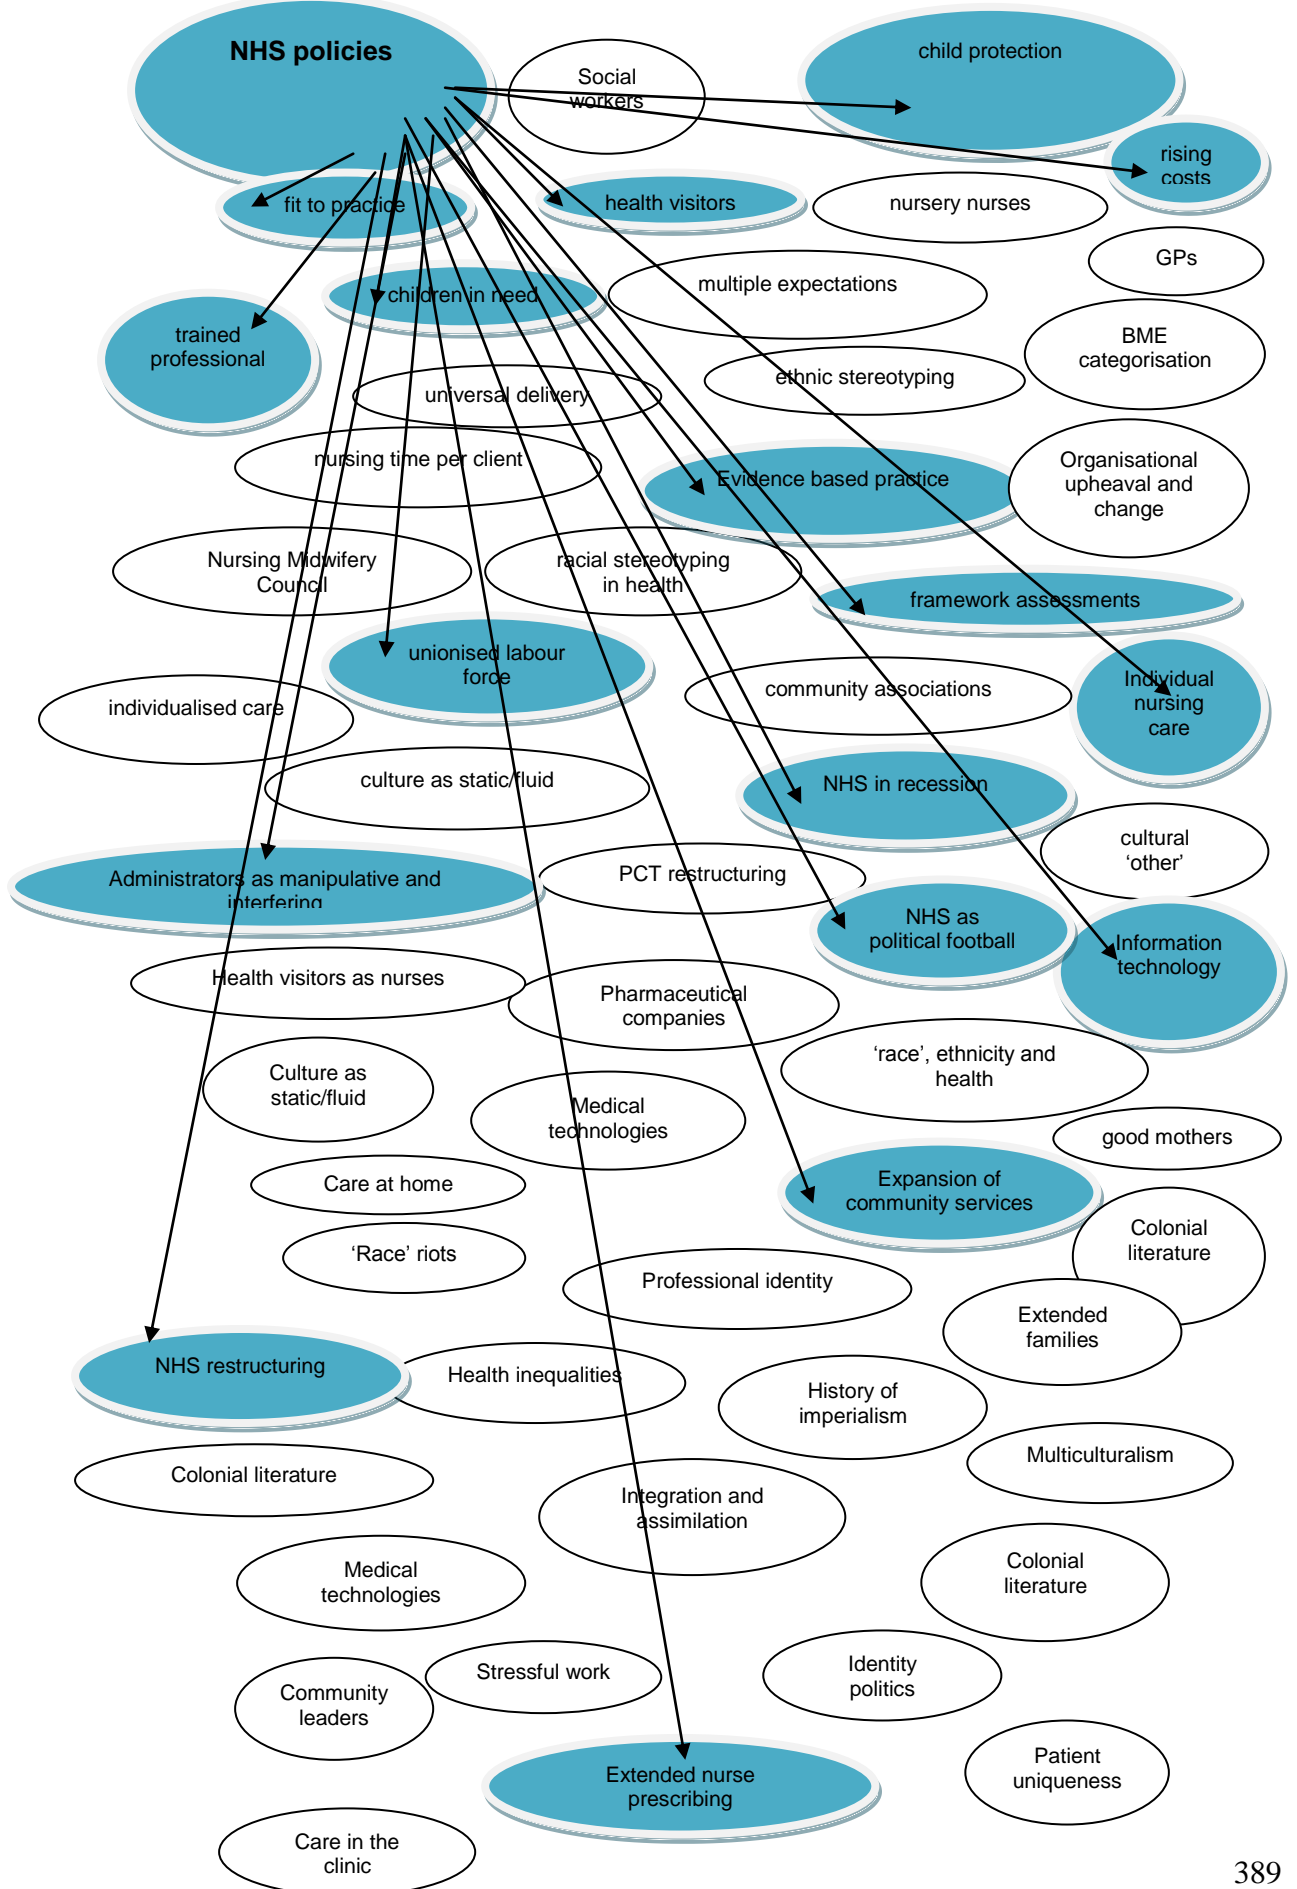 NHS policies
child protection
Social
workers
rising
costs
fit to practice
health visitors
nursery nurses
GPs
multiple expectations
children in need
trained
professional
BME
categorisation
ethnic stereotyping
universal delivery
nursing time per client
Evidence based practice
Organisational
upheaval and
change
Nursing Midwifery
Council
racial stereotyping
in health
framework assessments
unionised labour
force
community associations
Individual
nursing
care
individualised care
culture as static/fluid
NHS in recession
cultural
‘other’
Administrators as manipulative and
interfering
PCT restructuring
NHS as
political football
Information
technology
Health visitors as nurses
Pharmaceutical
companies
‘race’, ethnicity and
health
Culture as
static/fluid
Medical
technologies
good mothers
Care at home
Expansion of
community services
Colonial
literature
‘Race’ riots
Professional identity
Extended
families
NHS restructuring
Health inequalities
History of
imperialism
Multiculturalism
Colonial literature
Integration and
assimilation
Medical
technologies
Colonial
literature
Stressful work
Identity
politics
Community
leaders
Extended nurse
prescribing
Patient
uniqueness
Care in the
clinic
389